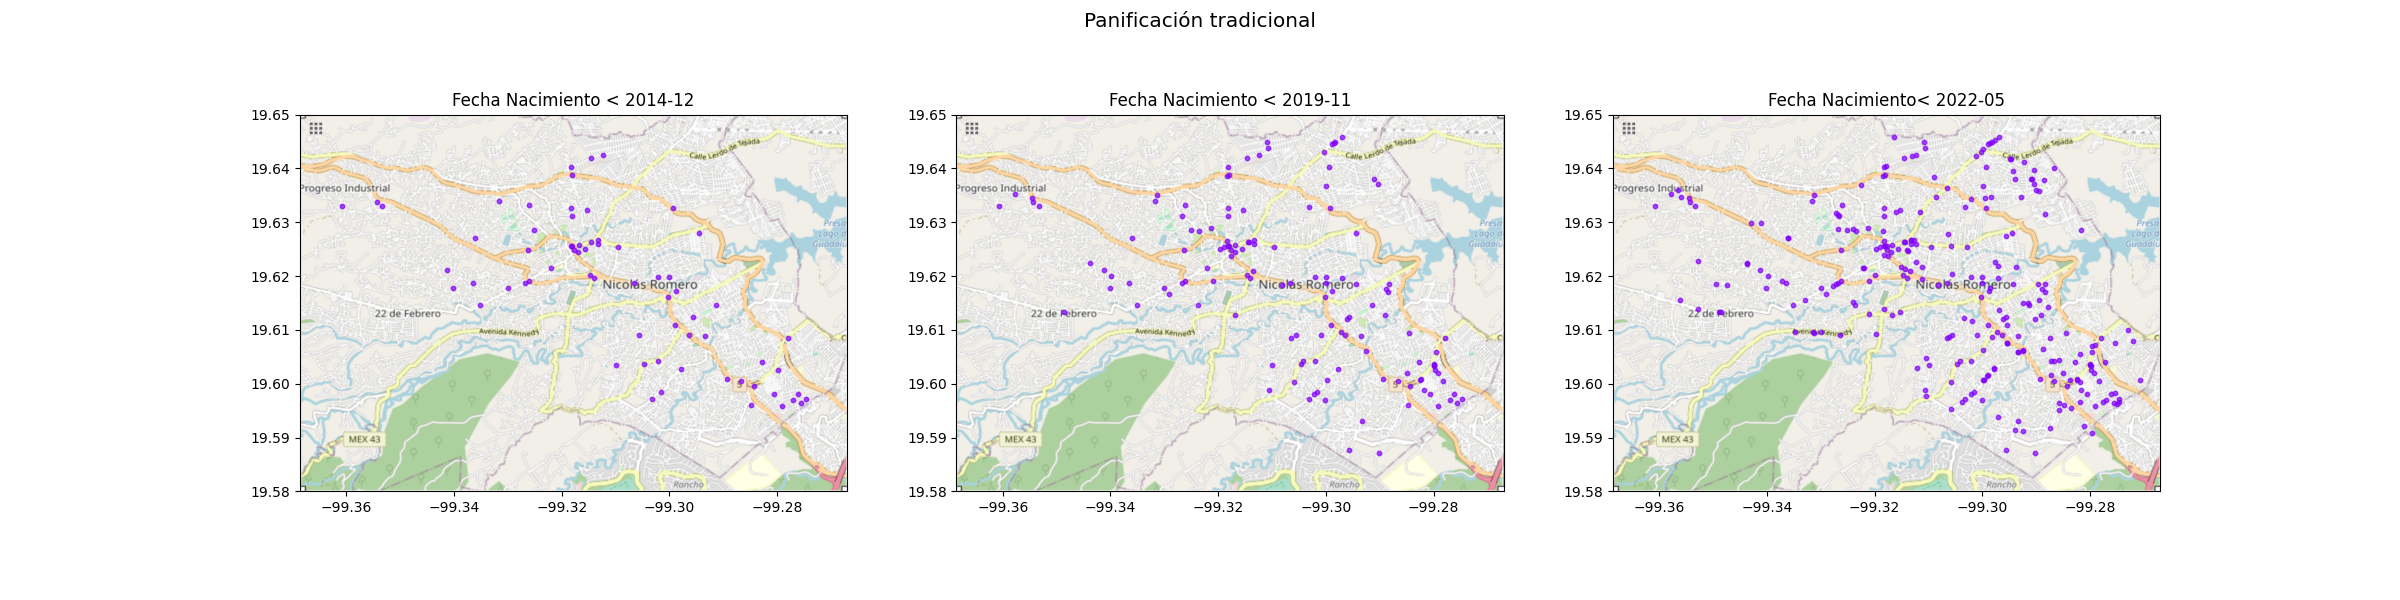 Panificación tradicional
Fecha Nacimiento < 2014-12
19.65
19.64
19.63
19.62
19.61
19.60
19.59
19.58
−99.36
−99.34
−99.32
−99.30
−99.28
Calle Lerdo de Tejada
Progreso Industrial
Presa
Lago d
Guadalu
Nicolás Romero
22 de Febrero
Avenida Kennedy
MEX 43
Rancho
Fecha Nacimiento < 2019-11
19.65
19.64
19.63
19.62
19.61
19.60
19.59
19.58
−99.36
−99.34
−99.32
−99.30
−99.28
Calle Lerdo de Tejada
Progreso Industrial
Presa
Lago d
Guadalu
Nicolás Romero
22 de Febrero
Avenida Kennedy
MEX 43
Rancho
Fecha Nacimiento< 2022-05
19.65
19.64
19.63
19.62
19.61
19.60
19.59
19.58
−99.36
−99.34
−99.32
−99.30
−99.28
Calle Lerdo de Tejada
Progreso Industrial
Presa
Lago d
Guadalu
Nicolás Romero
22 de Febrero
Avenida Kennedy
MEX 43
Rancho